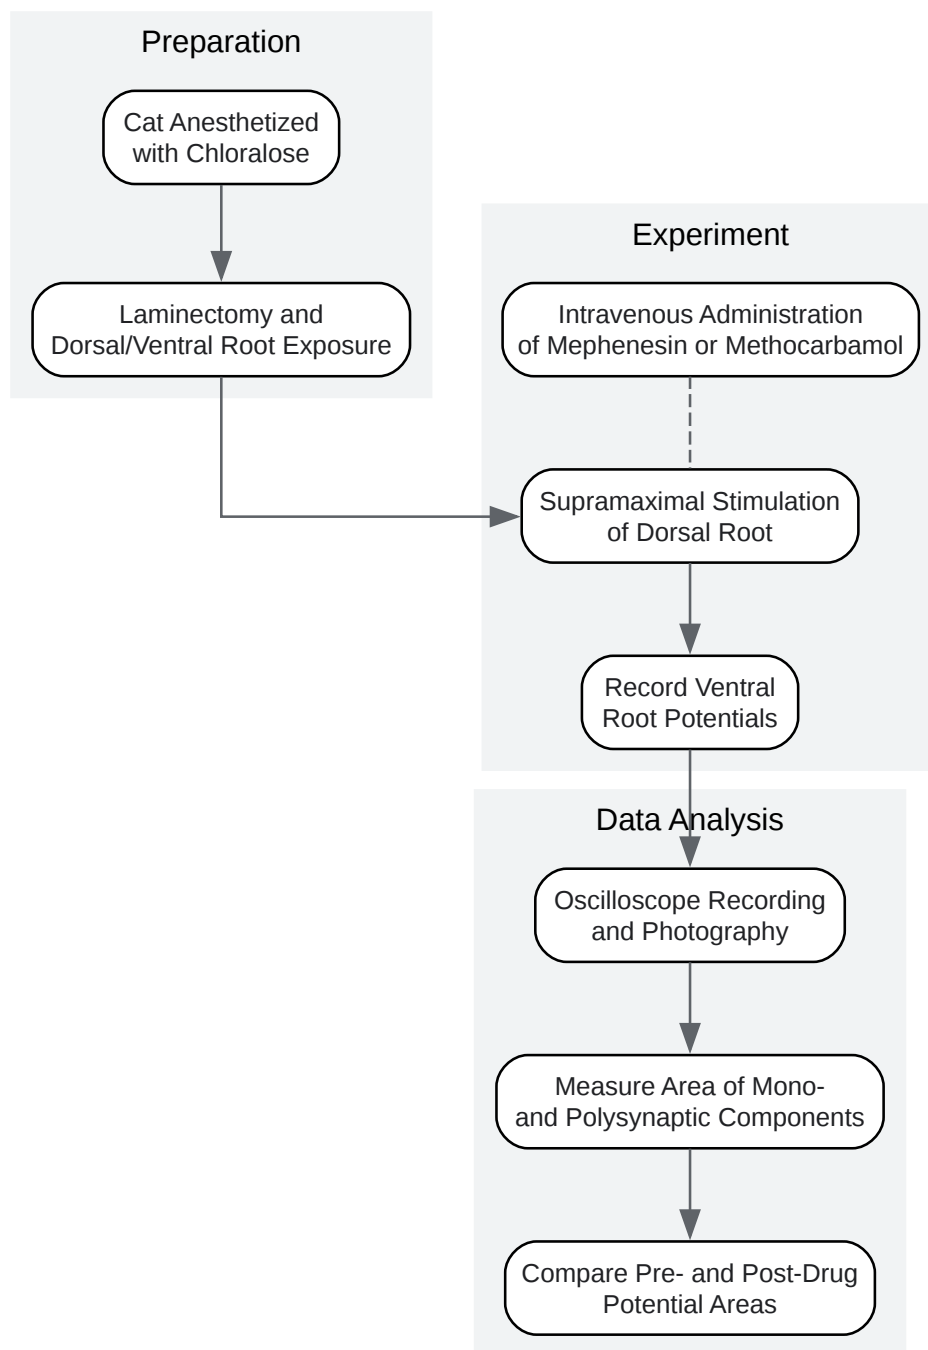 Preparation
Cat Anesthetized
with Chloralose
Laminectomy and
Dorsal/Ventral Root Exposure
Experiment
Intravenous Administration
of Mephenesin or Methocarbamol
Supramaximal Stimulation
of Dorsal Root
Record Ventral
Root Potentials
Data Analysis
Oscilloscope Recording
and Photography
Measure Area of Mono-
and Polysynaptic Components
Compare Pre- and Post-Drug
Potential Areas